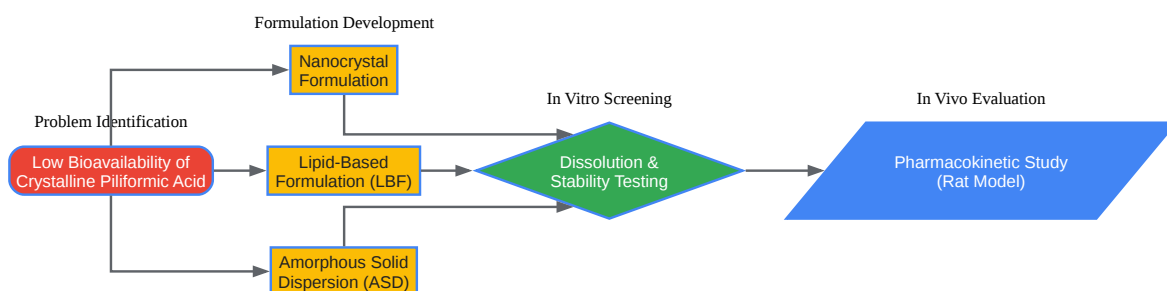 Formulation Development
Nanocrystal
Formulation
Problem Identification
Low Bioavailability of
Crystalline Piliformic Acid
Lipid-Based
Formulation (LBF)
Amorphous Solid
Dispersion (ASD)
In Vitro Screening
Dissolution &
Stability Testing
In Vivo Evaluation
Pharmacokinetic Study
(Rat Model)